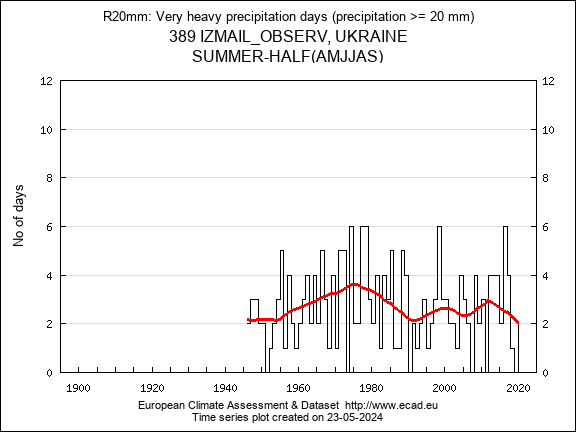 R20mm: Very heavy precipitation days (precipitation >= 20 mm)
389 IZMAIL_OBSERV, UKRAINE
SUMMER-HALF(AMJJAS)
12 12
10 10
8 8
6 6
4 4
2 2
0 0
No of days
1900 1920 1940 1960 1980 2000 2020
European Climate Assessment & Dataset http://www.ecad.eu
Time series plot created on 23-05-2024